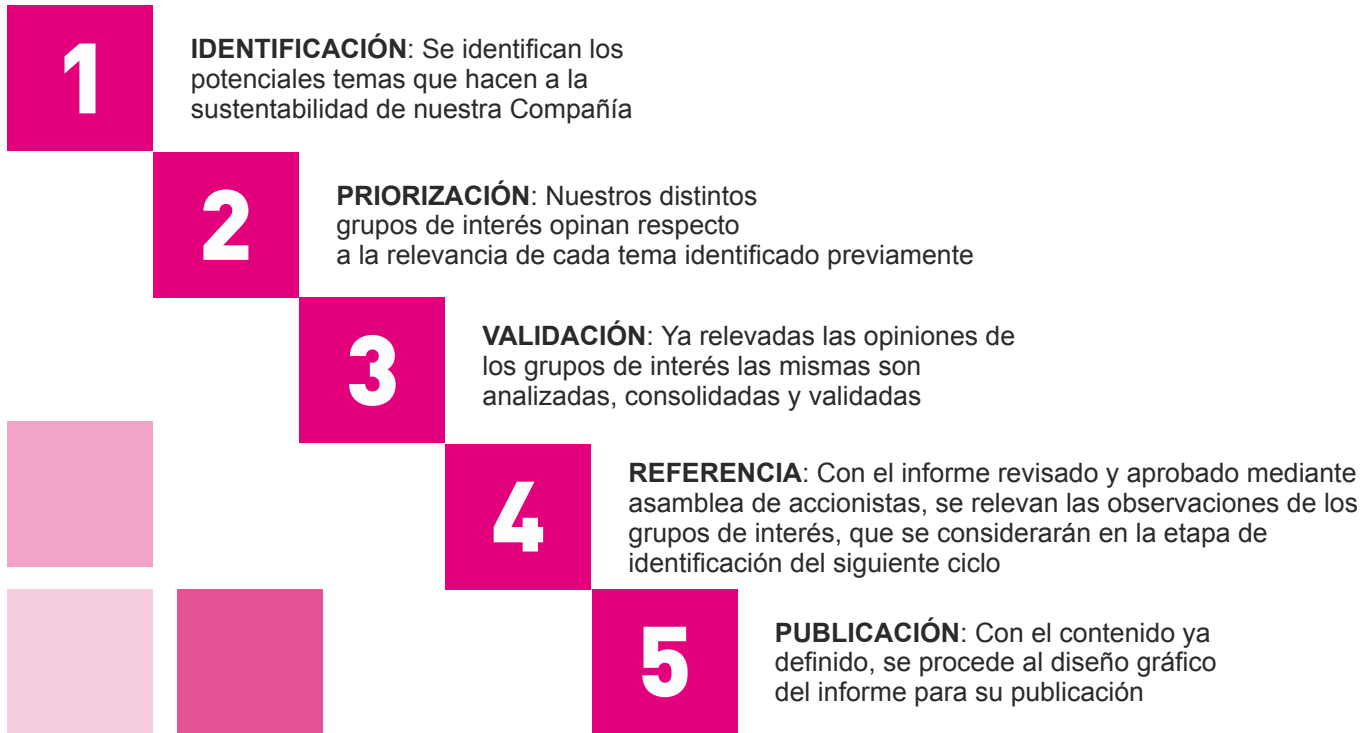 1
IDENTIFICACIÓN: Se identifican los
potenciales temas que hacen a la
sustentabilidad de nuestra Compañía
2
PRIORIZACIÓN: Nuestros distintos
grupos de interés opinan respecto
a la relevancia de cada tema identificado previamente
3
VALIDACIÓN: Ya relevadas las opiniones de
los grupos de interés las mismas son
analizadas, consolidadas y validadas
4
REFERENCIA: Con el informe revisado y aprobado mediante
asamblea de accionistas, se relevan las observaciones de los
grupos de interés, que se considerarán en la etapa de
identificación del siguiente ciclo
5
PUBLICACIÓN: Con el contenido ya
definido, se procede al diseño gráfico
del informe para su publicación